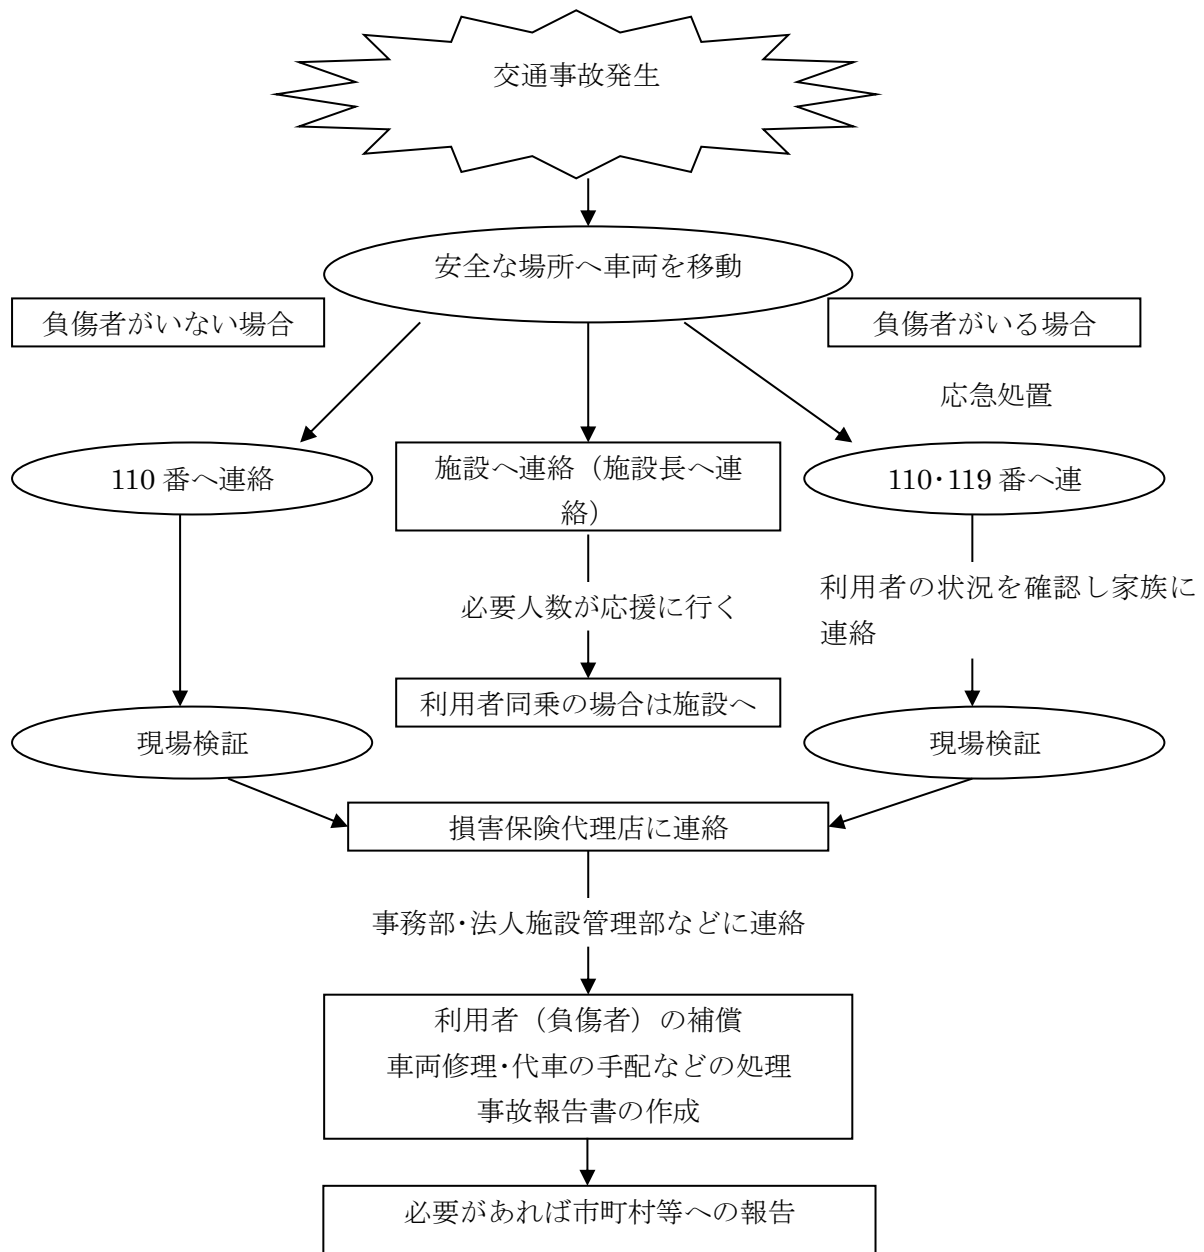 交通事故発生
安全な場所へ車両を移動
負傷者がいない場合
負傷者がいる場合
応急処置
110番へ連絡
施設へ連絡（施設長へ連
絡）
110･119番へ連
必要人数が応援に行く
利用者の状況を確認し家族に
連絡
利用者同乗の場合は施設へ
現場検証
現場検証
損害保険代理店に連絡
事務部･法人施設管理部などに連絡
利用者（負傷者）の補償
車両修理･代車の手配などの処理
事故報告書の作成
必要があれば市町村等への報告